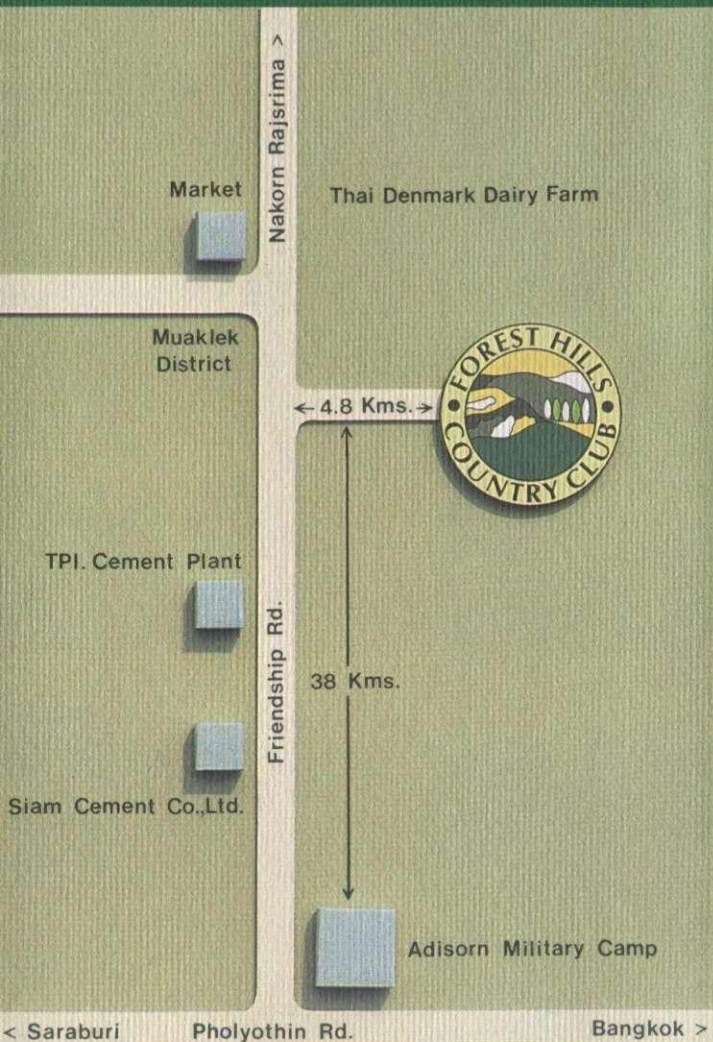 Nakorn Rajsrima >
Market
Thai Denmark Dairy Farm
Muaklek
District
← 4.8 Kms. →
FOREST HILLS
COUNTRY CLUB
TPI. Cement Plant
Friendship Rd.
38 Kms.
Siam Cement Co.,Ltd.
Adisorn Military Camp
< Saraburi
Pholyothin Rd.
Bangkok >